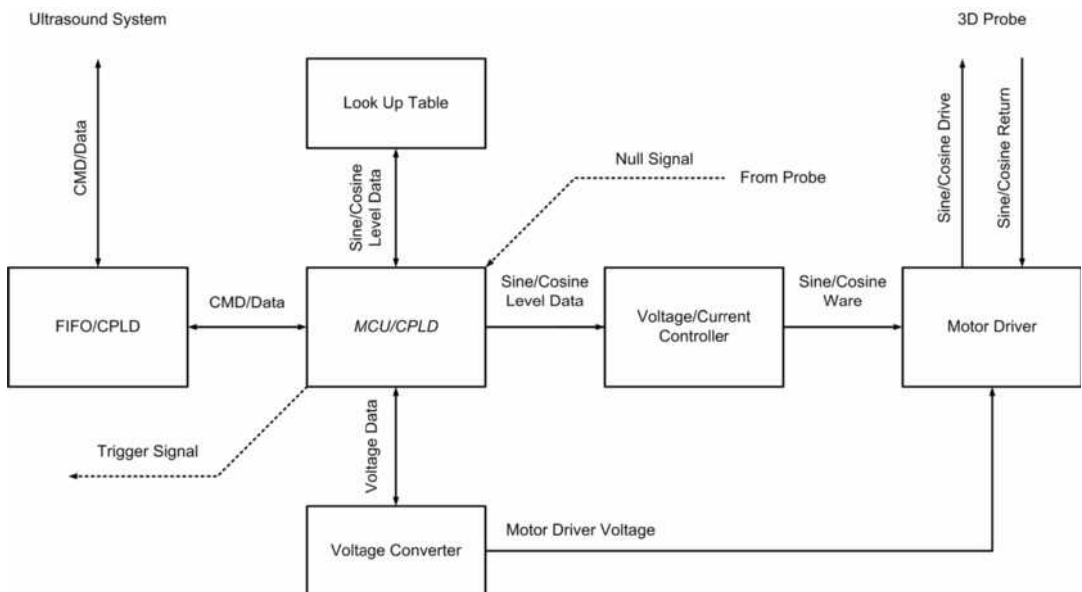 Ultrasound System
3D Probe
CMD/Data
Look Up Table
Sine/Cosine
Level Data
Null Signal
From Probe
Sine/Cosine Drive
Sine/Cosine Return
FIFO/CPLD
CMD/Data
MCU/CPLD
Sine/Cosine
Level Data
Voltage/Current
Controller
Sine/Cosine
Ware
Motor Driver
Trigger Signal
Voltage Data
Voltage Converter
Motor Driver Voltage